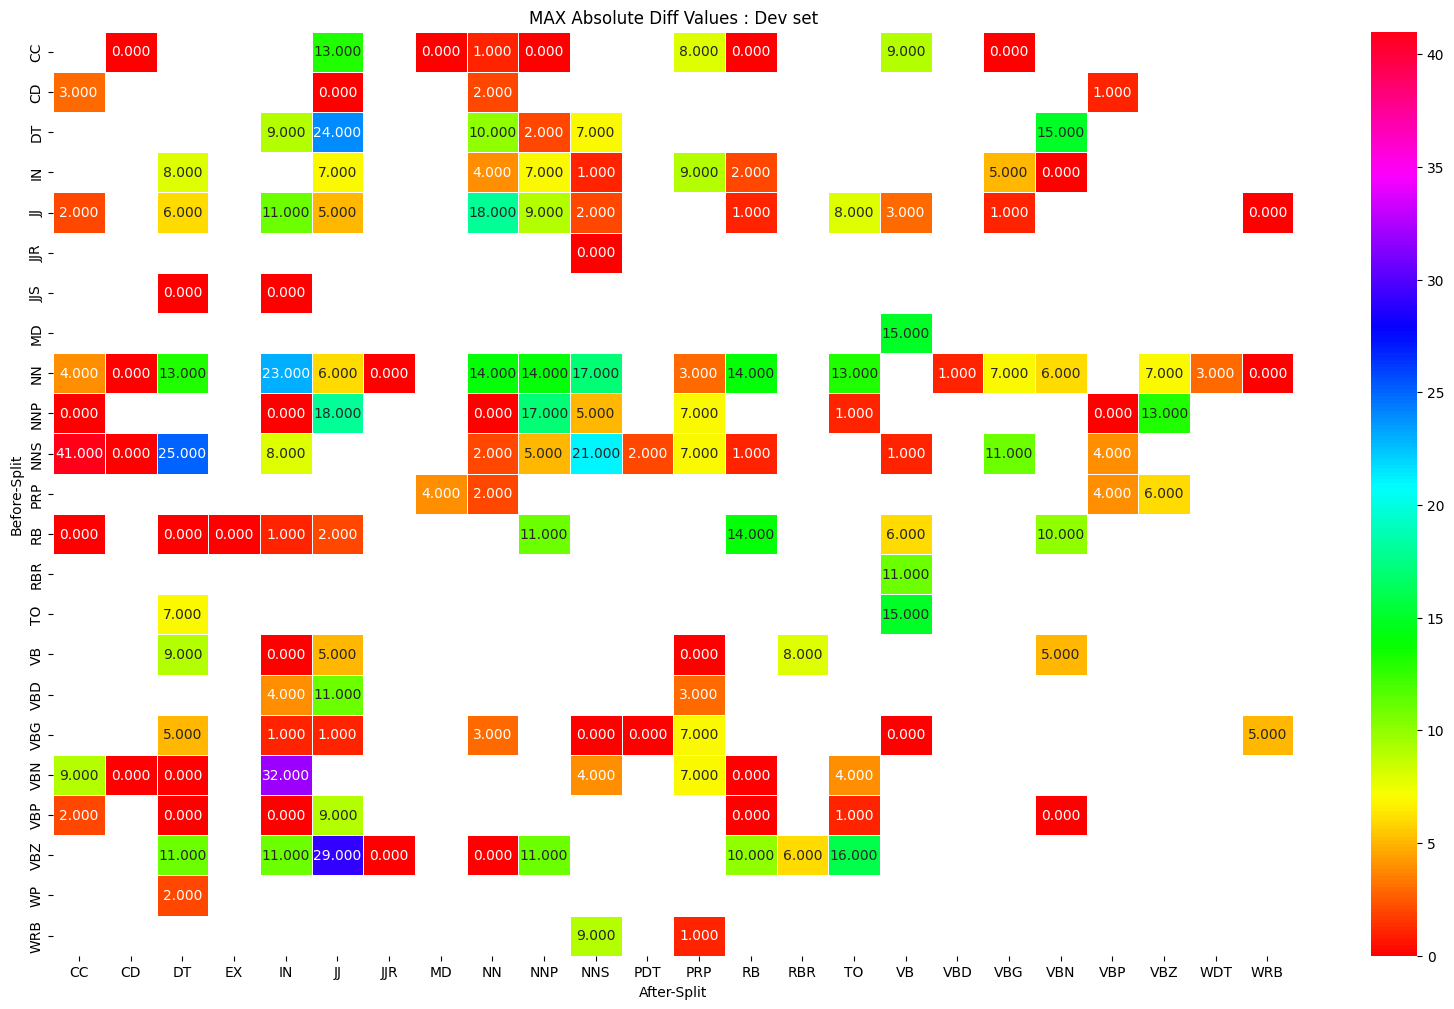 MAX Absolute Diff Values : Dev set
CC 0.000 13.000 0.000 1.000 0.000 8.000 0.000 9.000 0.000
CD 3.000 0.000 2.000 1.000
DT 9.000 24.000 10.000 2.000 7.000 15.000
IN 8.000 7.000 4.000 7.000 1.000 9.000 2.000 5.000 0.000
JJ 2.000 6.000 11.000 5.000 18.000 9.000 2.000 1.000 8.000 3.000 1.000 0.000
JJR 0.000
JJS 0.000 0.000
MD 15.000
NN 4.000 0.000 13.000 23.000 6.000 0.000 14.000 14.000 17.000 3.000 14.000 13.000 1.000 7.000 6.000 7.000 3.000 0.000
NNP 0.000 0.000 18.000 0.000 17.000 5.000 7.000 1.000 0.000 13.000
NNS 41.000 0.000 25.000 8.000 2.000 5.000 21.000 2.000 7.000 1.000 1.000 11.000 4.000
PRP 4.000 2.000 4.000 6.000
RB 0.000 0.000 0.000 1.000 2.000 11.000 14.000 6.000 10.000
RBR 11.000
TO 7.000 15.000
VB 9.000 0.000 5.000 0.000 8.000 5.000
VBD 4.000 11.000 3.000
VBG 5.000 1.000 1.000 3.000 0.000 0.000 7.000 0.000 5.000
VBN 9.000 0.000 0.000 32.000 4.000 7.000 0.000 4.000
VBP 2.000 0.000 0.000 9.000 0.000 1.000 0.000
VBZ 11.000 11.000 29.000 0.000 0.000 11.000 10.000 6.000 16.000
WP 2.000
WRB 9.000 1.000
CC CD DT EX IN JJ JJR MD NN NNP NNS PDT PRP RB RBR TO VB VBD VBG VBN VBP VBZ WDT WRB
After-Split
Before-Split
40
35
30
25
20
15
10
5
0